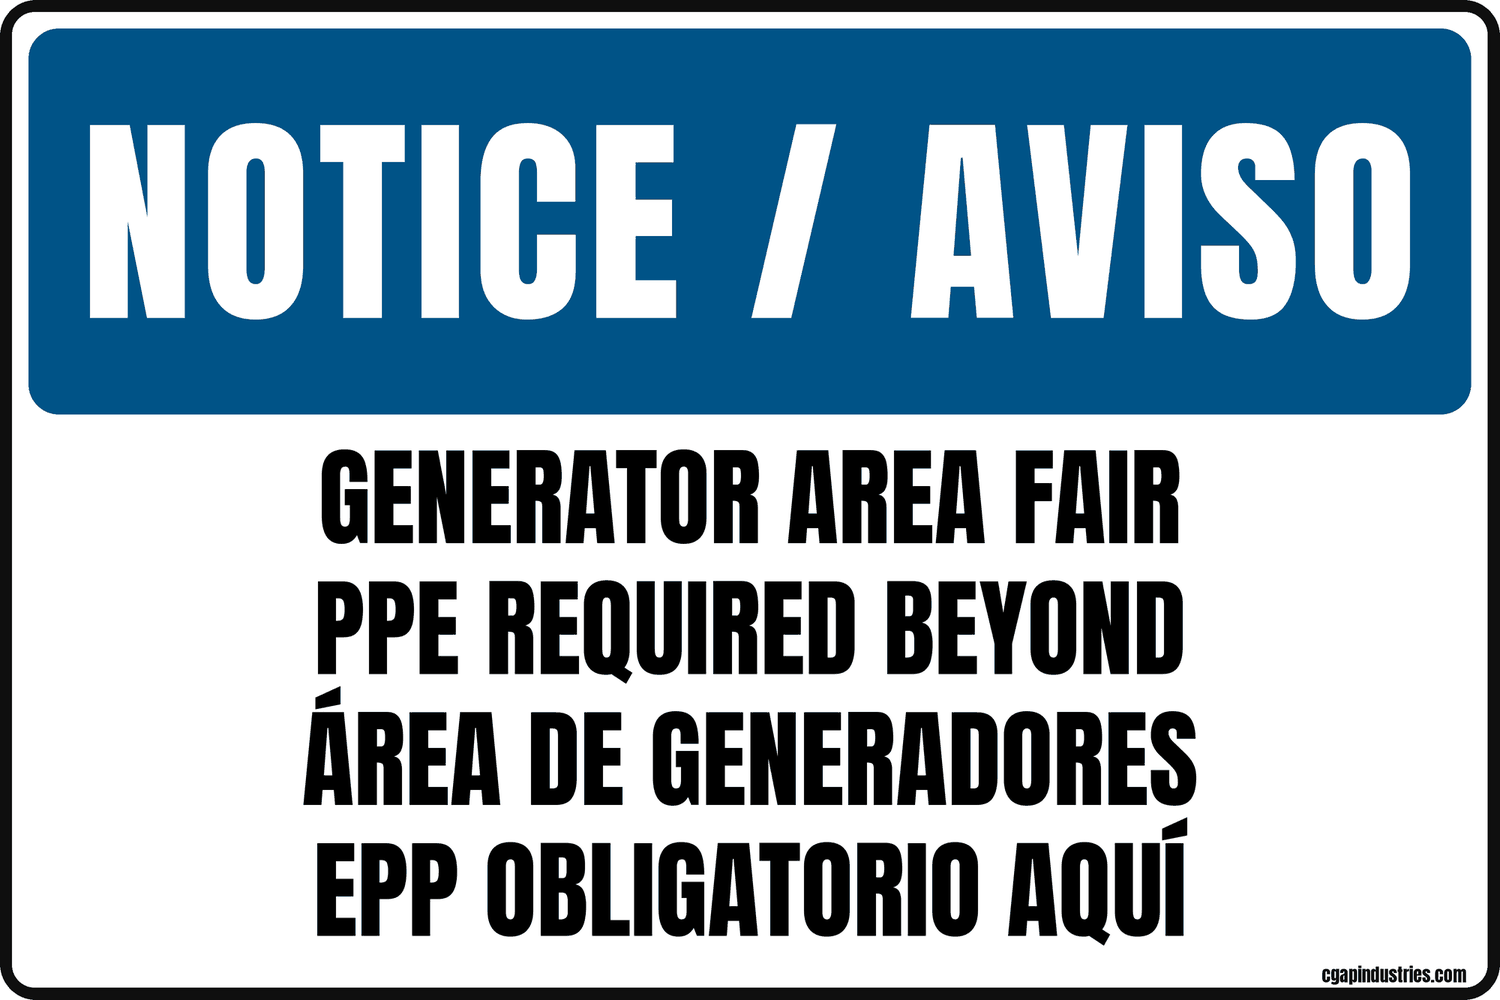 NOTICE / AVISO
GENERATOR AREA FAIR
PPE REQUIRED BEYOND
ÁREA DE GENERADORES
EPP OBLIGATORIO AQUÍ
cgapindustries.com